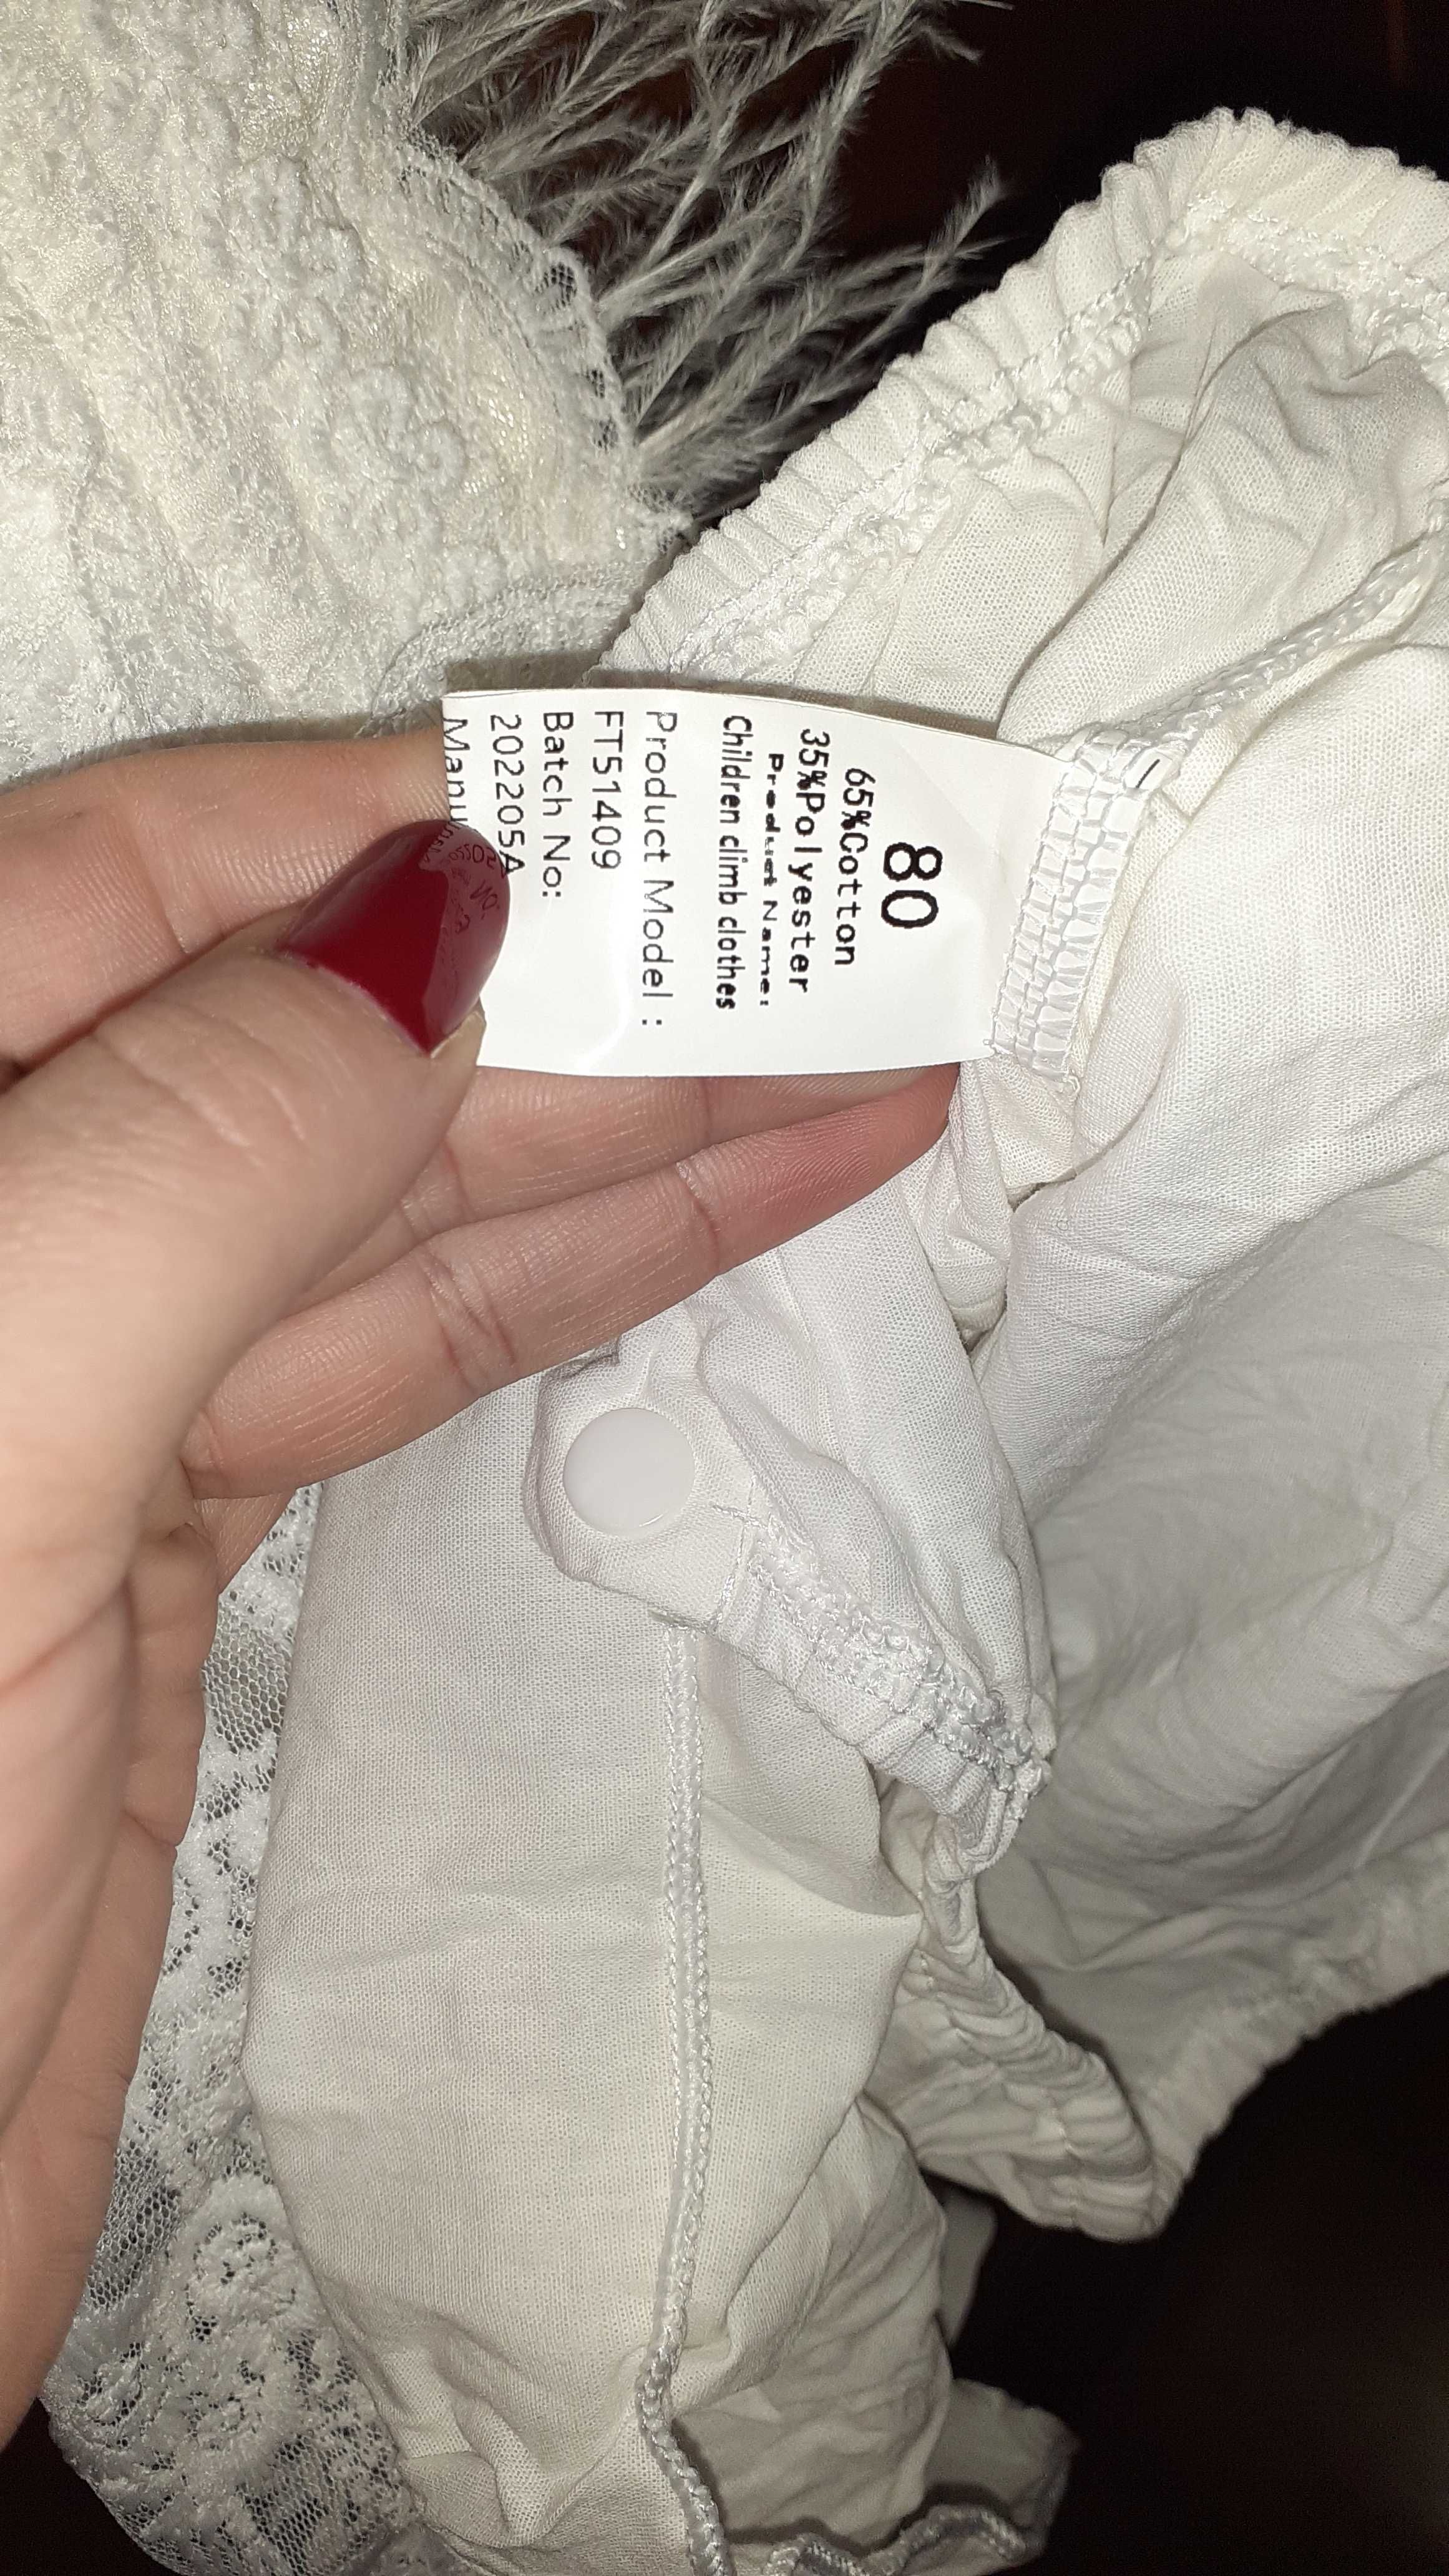 80
65%Cotton
35%Polyester
Product Name:
Children climb clothes
Product Model :
FT51409
Batch No:
202205A